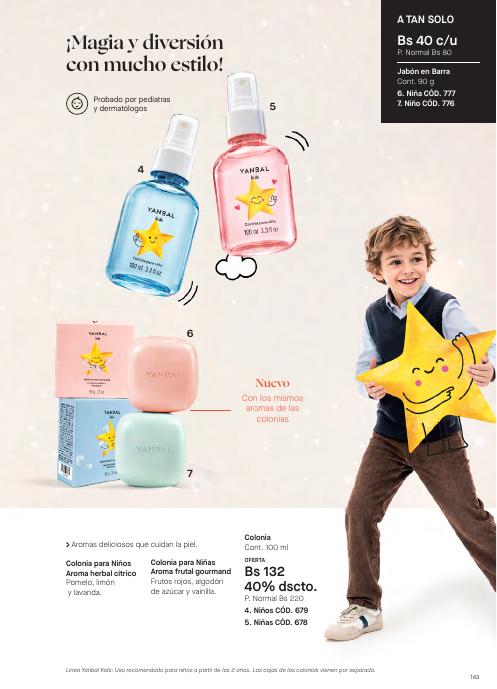 ¡Magia y diversión
con mucho estilo!
Probado por pediatras
y dermatólogos
A TAN SOLO
Bs 40 c/u
P. Normal Bs 80
Jabón en Barra
Cont. 90 g
6. Niña CÓD. 777
7. Niño CÓD. 776
5
4
YANBAL
kids
100 ml 3.3 fl oz
YANBAL
kids
100 ml 3.3 fl oz
6
YANBAL
kids
YANBAL
YANBAL
YANBAL
7
Nuevo
Con los mismos
aromas de las
colonias
Aromas deliciosos que cuidan la piel.
Colonia para Niños
Aroma herbal cítrico
Pomelo, limón
y lavanda.
Colonia para Niñas
Aroma frutal gourmand
Frutos rojos, algodón
de azúcar y vainilla.
Colonia
Cont. 100 ml
OFERTA
Bs 132
40% dscto.
P. Normal Bs 220
4. Niños CÓD. 679
5. Niñas CÓD. 678
Línea Yanbal Kids: Uso recomendado para niños a partir de los 2 años. Las cajas de las colonias vienen por separado.
143